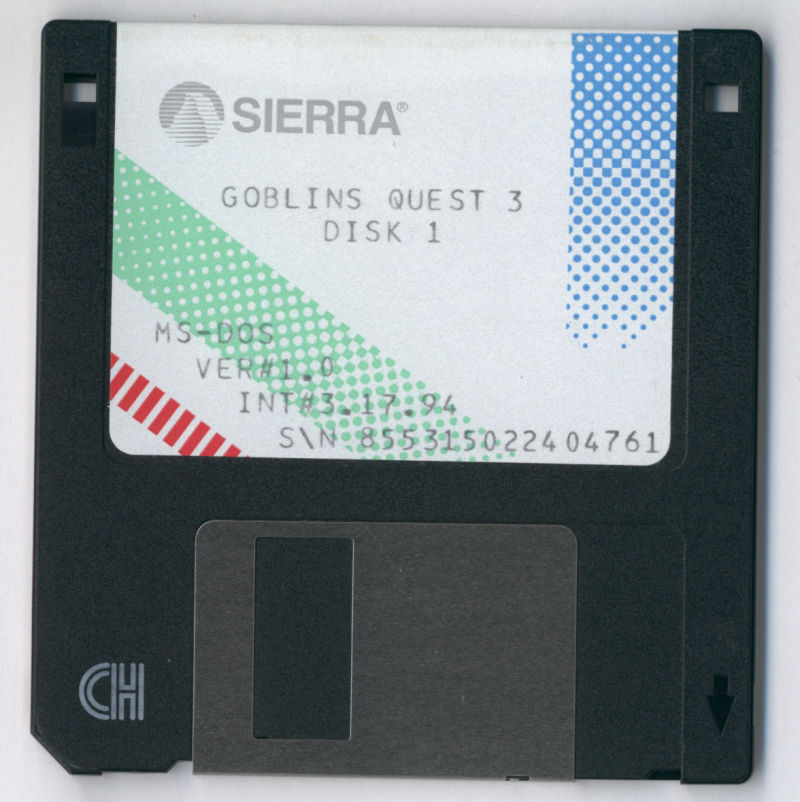 SIERRA®
GOBLINS QUEST 3
DISK 1
MS-DOS
VER#1.0
INT#3.17.94
S\N 855315022404761
CH